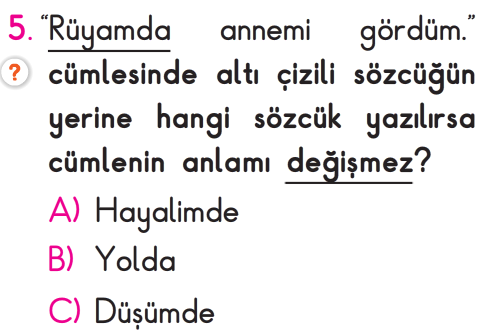 5. “Rüyamda annemi gördüm.”
? cümlesinde altı çizili sözcüğün
yerine hangi sözcük yazılırsa
cümlenin anlamı değişmez?
A) Hayalimde
B) Yolda
C) Düşümde